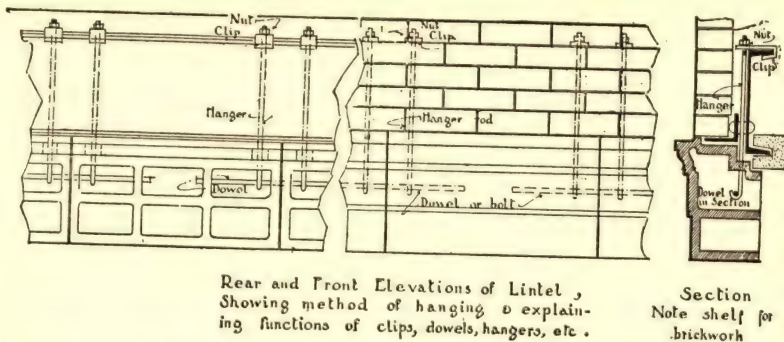 Nut
Clip
Hanger
Dowel
Nut
Clip
Hanger rod
Dowel or bolt
Nut
Clip
Hanger
Dowel
in Section
Rear and Front Elevations of Lintel,
Showing method of hanging & explain-
ing functions of clips, dowels, hangers, etc.
Section
Note shelf for
brickwork